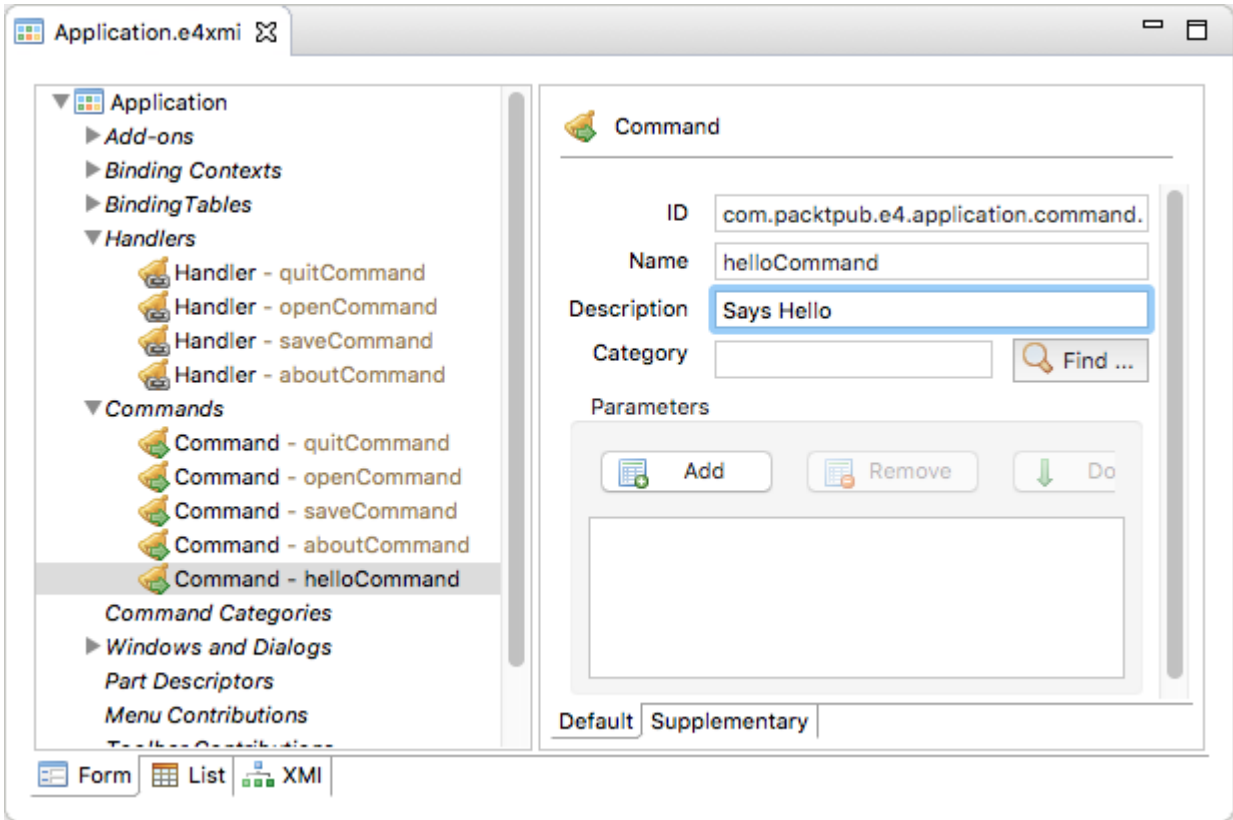 Application.e4xmi
Application
Add-ons
Binding Contexts
BindingTables
Handlers
Handler - quitCommand
Handler - openCommand
Handler - saveCommand
Handler - aboutCommand
Commands
Command - quitCommand
Command - openCommand
Command - saveCommand
Command - aboutCommand
Command - helloCommand
Command Categories
Windows and Dialogs
Part Descriptors
Menu Contributions
Toolbar Contributions
Command
ID com.packtpub.e4.application.command.
Name helloCommand
Description Says Hello
Category Find ...
Parameters
Add Remove Do
Default Supplementary
Form List XMI